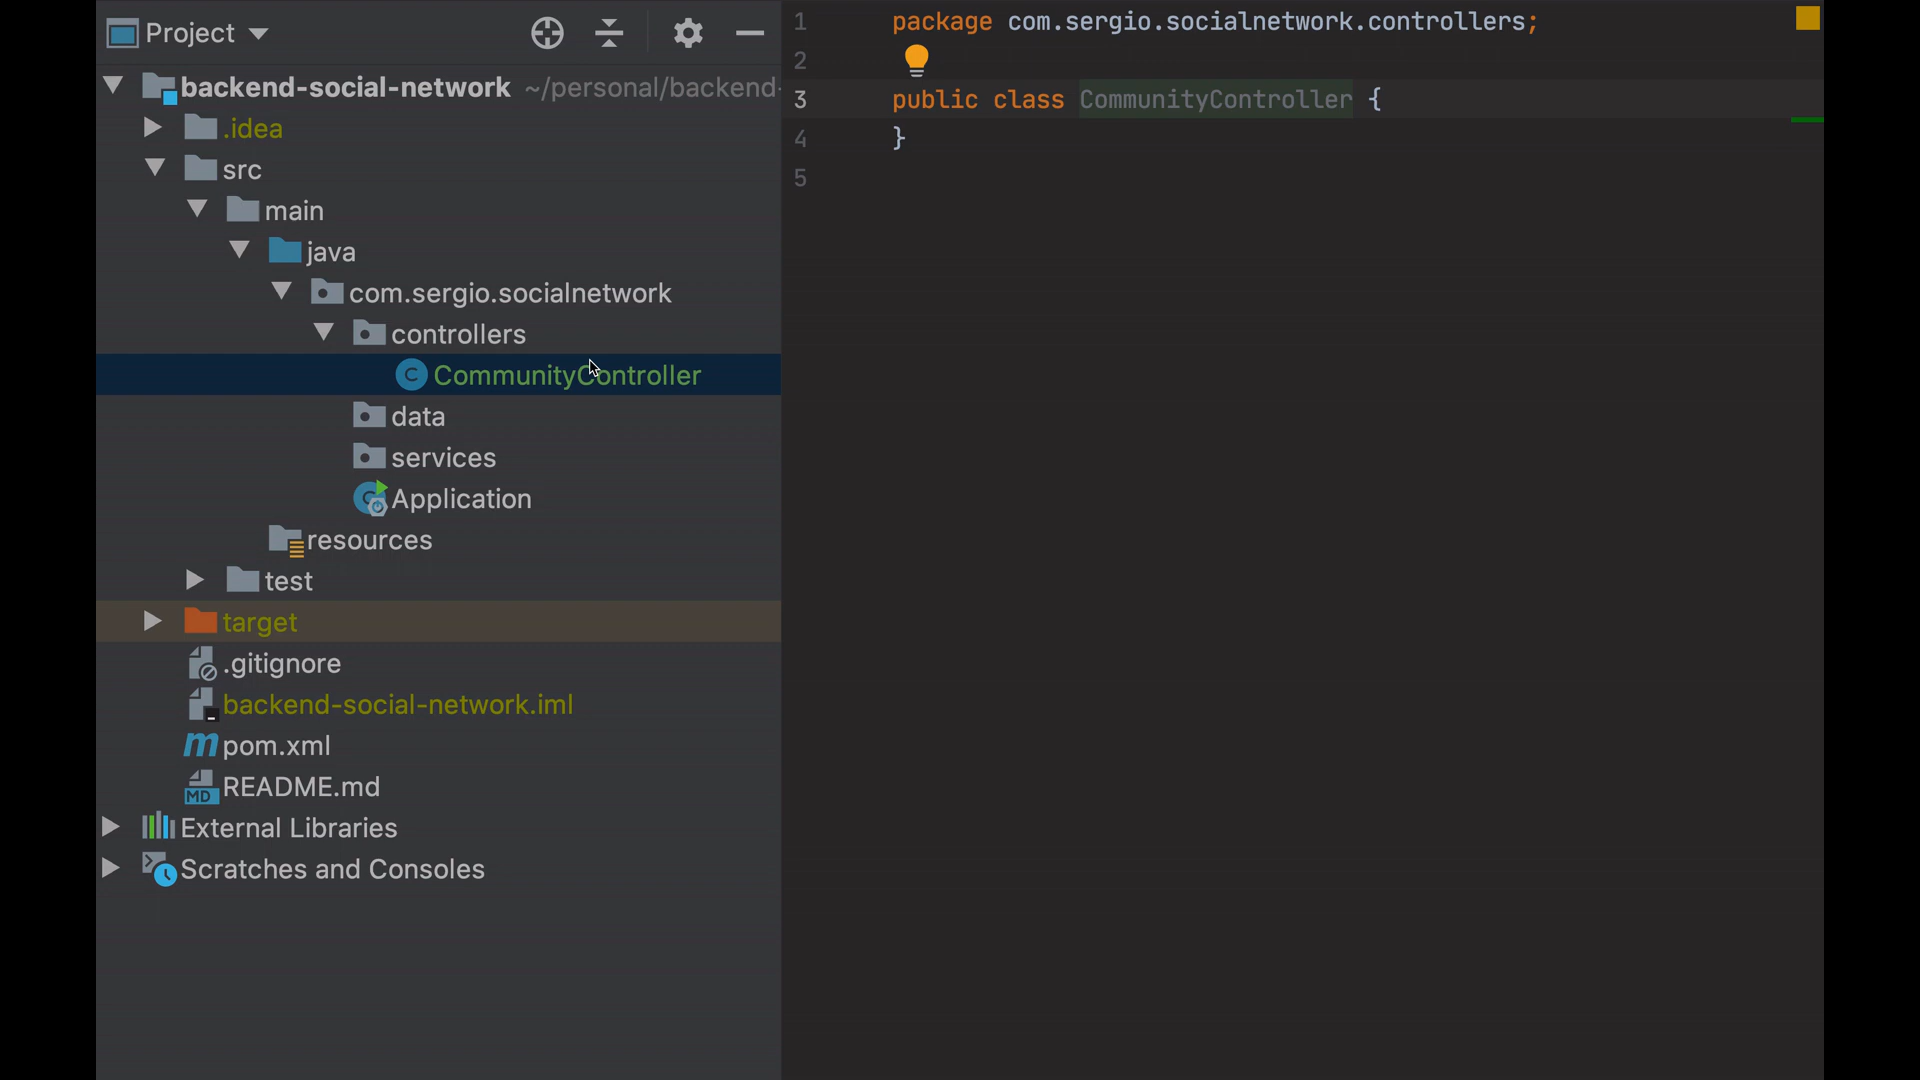 Project
backend-social-network ~/personal/backend-
.idea
src
main
java
com.sergio.socialnetwork
controllers
C CommunityController
data
services
Application
resources
test
target
.gitignore
backend-social-network.iml
m pom.xml
MD README.md
External Libraries
Scratches and Consoles
1 package com.sergio.socialnetwork.controllers;
2
3 public class CommunityController {
4 }
5